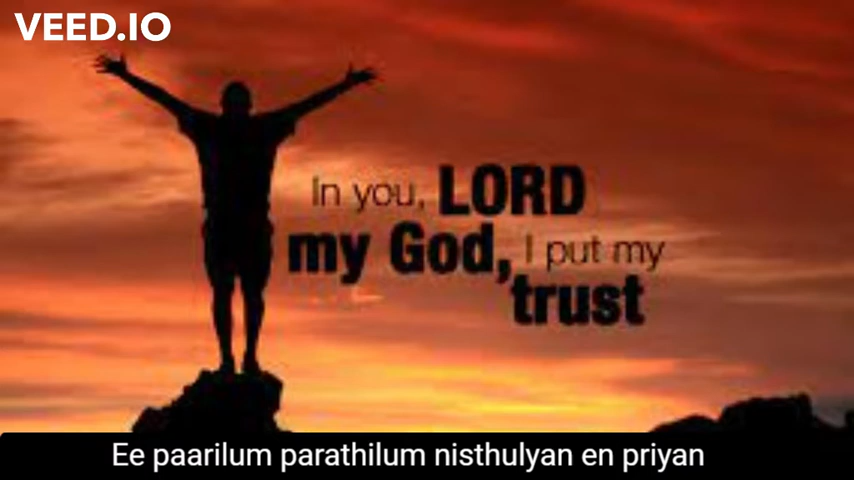 VEED.IO
In you, LORD
my God, I put my
trust
Ee paarilum parathilum nisthulyan en priyan